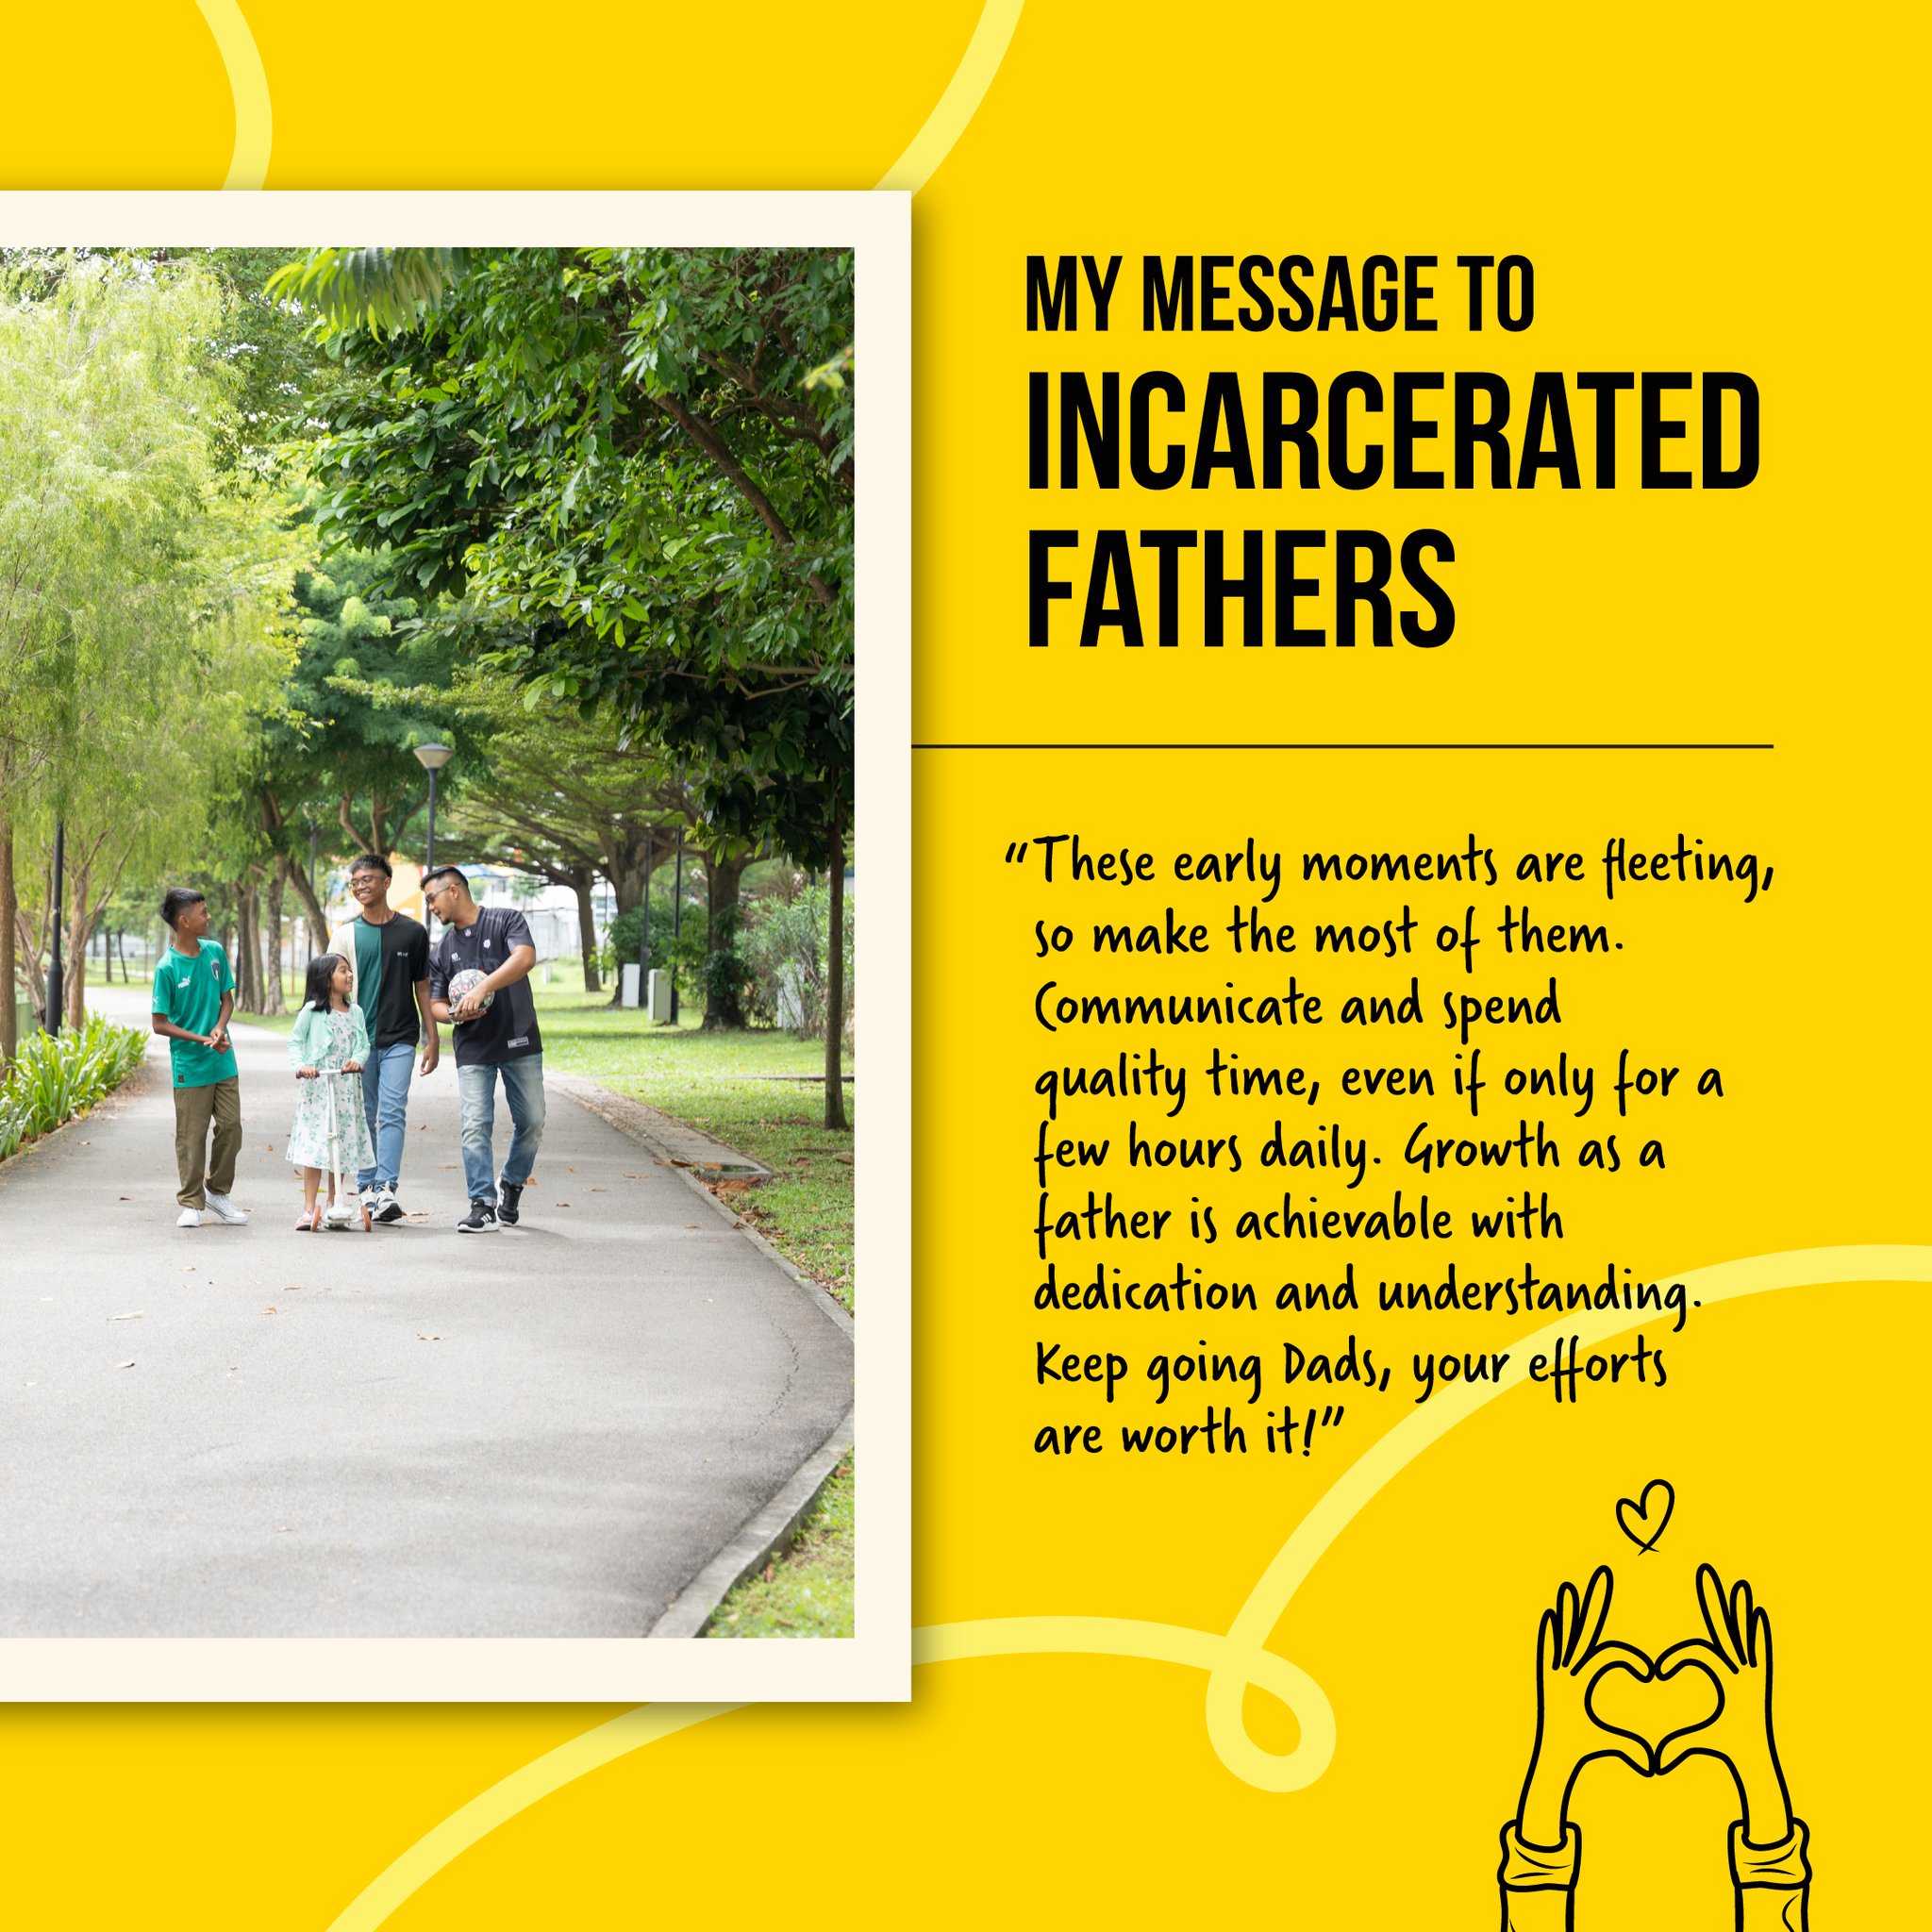 MY MESSAGE TO
INCARCERATED
FATHERS
“These early moments are fleeting,
so make the most of them.
Communicate and spend
quality time, even if only for a
few hours daily. Growth as a
father is achievable with
dedication and understanding.
Keep going Dads, your efforts
are worth it!”